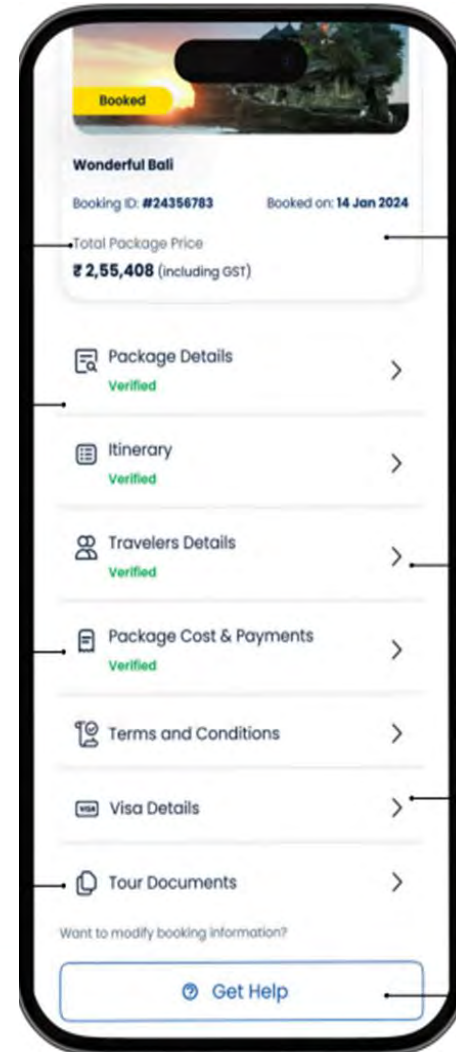 Booked
Wonderful Bali
Booking ID: #24356783 Booked on: 14 Jan 2024
Total Package Price
₹ 2,55,408 (including GST)
Package Details
Verified
Itinerary
Verified
Travelers Details
Verified
Package Cost & Payments
Verified
Terms and Conditions
VISA Visa Details
Tour Documents
Want to modify booking information?
Get Help